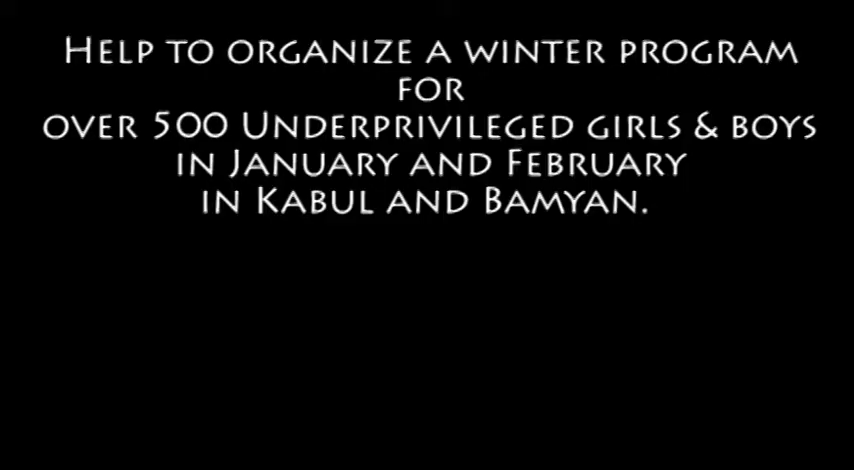 Help to organize a winter program
for
over 500 Underprivileged girls & boys
in January and February
in Kabul and Bamyan.